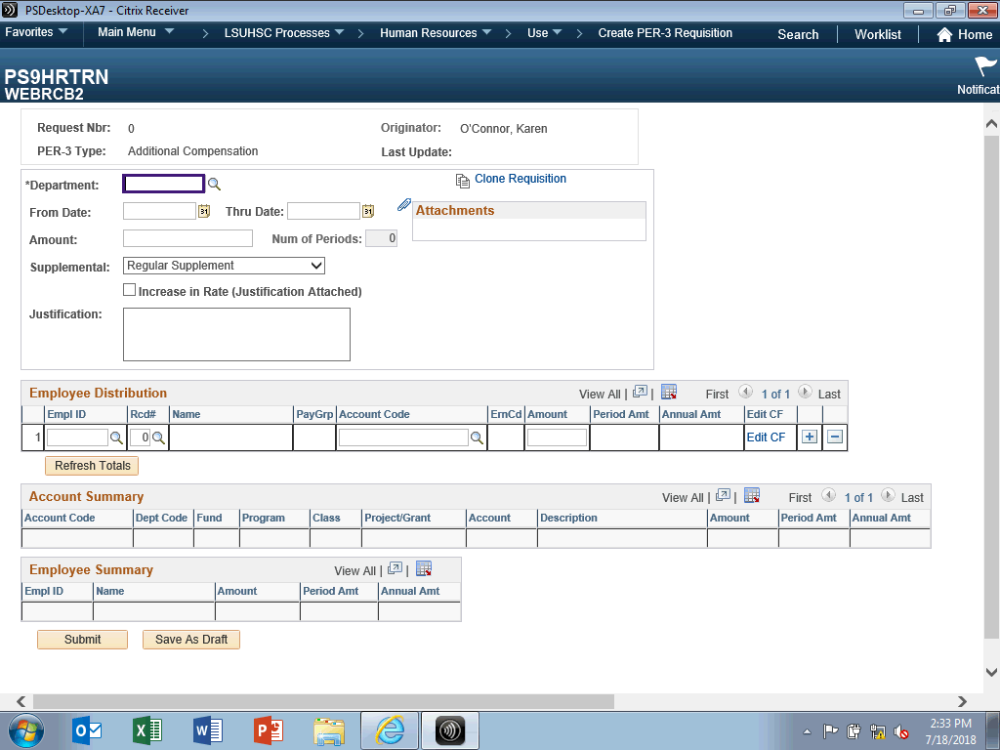 PSDesktop-XA7 - Citrix Receiver
Favorites Main Menu > LSUHSC Processes > Human Resources > Use > Create PER-3 Requisition Search Worklist Home
PS9HRTRN
WEBRCB2
Notificat
Request Nbr: 0 Originator: O'Connor, Karen
PER-3 Type: Additional Compensation Last Update:
*Department: Clone Requisition
From Date: 31 Thru Date: 31 Attachments
Amount: Num of Periods: 0
Supplemental: Regular Supplement
Increase in Rate (Justification Attached)
Justification:
Employee Distribution View All | | First 1 of 1 Last
Empl ID Rcd# Name PayGrp Account Code ErnCd Amount Period Amt Annual Amt Edit CF
1 0 Edit CF + -
Refresh Totals
Account Summary View All | | First 1 of 1 Last
Account Code Dept Code Fund Program Class Project/Grant Account Description Amount Period Amt Annual Amt
Employee Summary View All | |
Empl ID Name Amount Period Amt Annual Amt
Submit Save As Draft
2:33 PM
7/18/2018